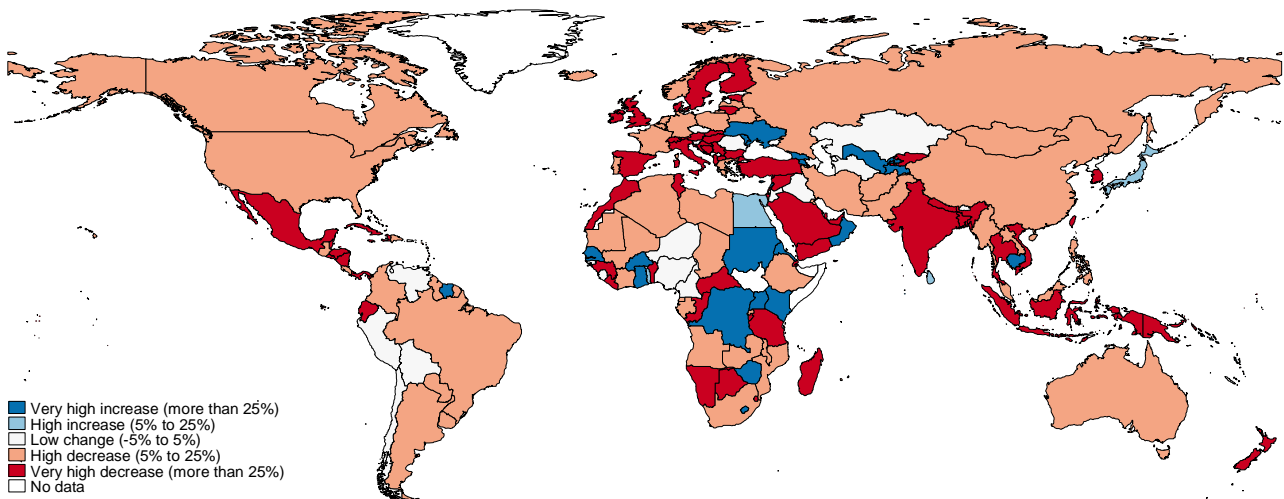 Very high increase (more than 25%)
High increase (5% to 25%)
Low change (-5% to 5%)
High decrease (5% to 25%)
Very high decrease (more than 25%)
No data